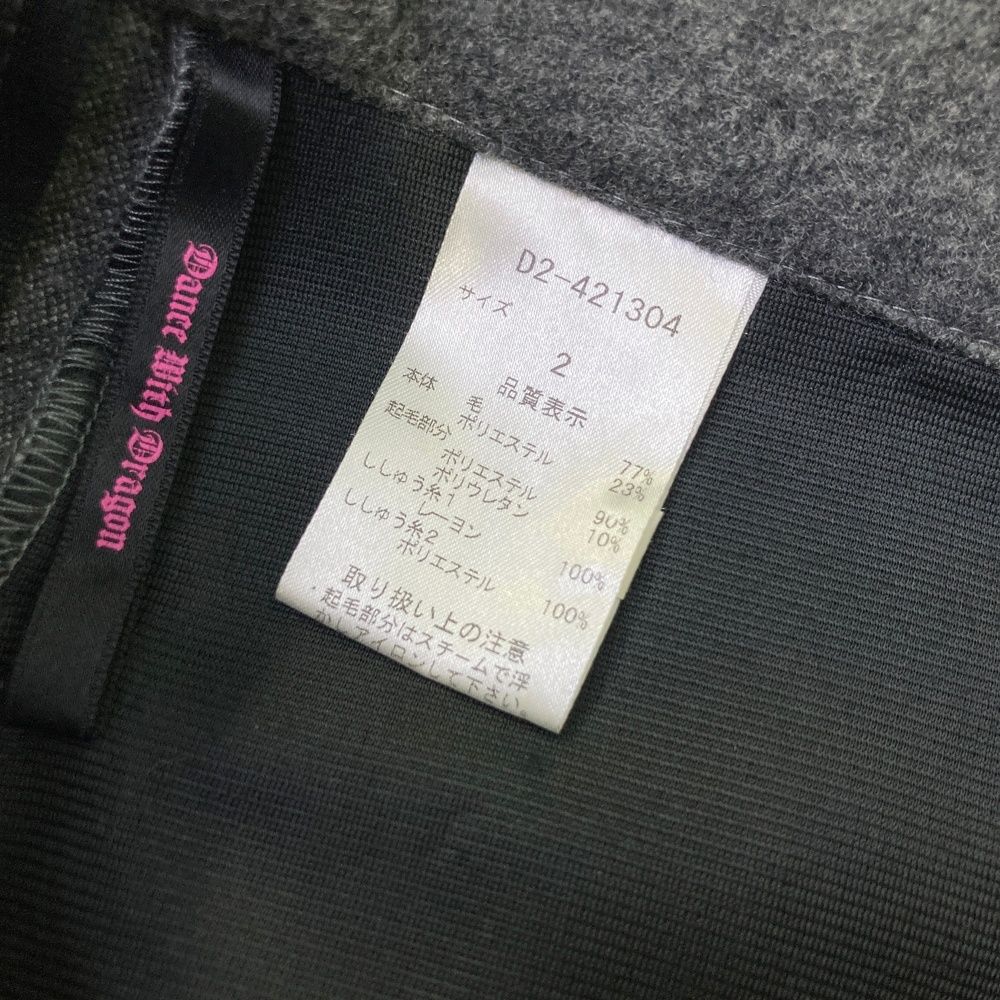 Dance With Dragon
D2-421304
サイズ
2
品質表示
本体 毛 77%
ポリエステル 23%
起毛部分
ポリエステル 90%
ポリウレタン 10%
ししゅう糸1
レーヨン 100%
ししゅう糸2
ポリエステル 100%
取り扱い上の注意
.起毛部分はスチームで浮
かしアイロンして下さい。